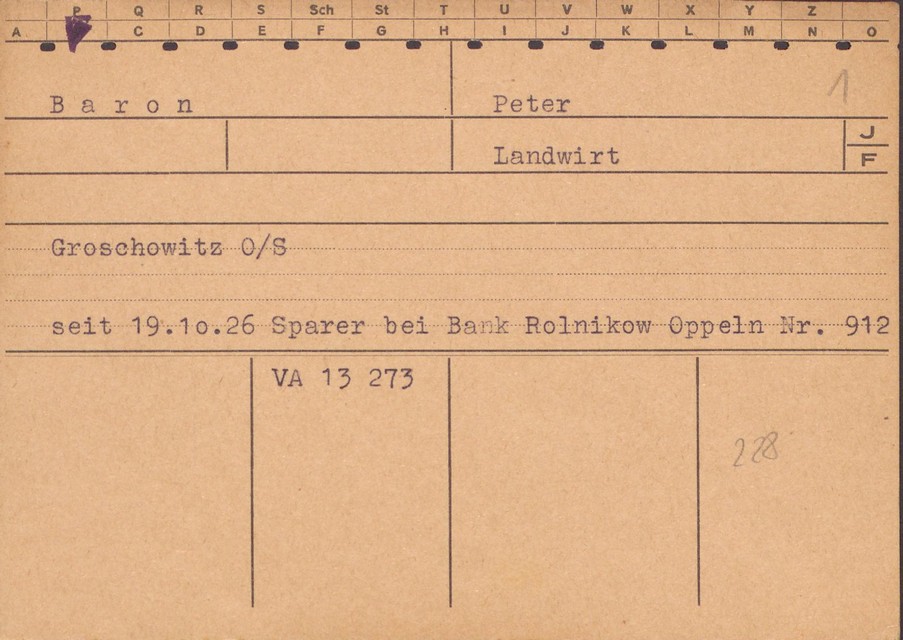 P Q R S Sch St T U V W X Y Z
A C D E F G H I J K L M N O
1
B a r o n Peter
Landwirt J
F
Groschowitz O/S
seit 19.1o.26 Sparer bei Bank Rolnikow Oppeln Nr. 912
VA 13 273
228